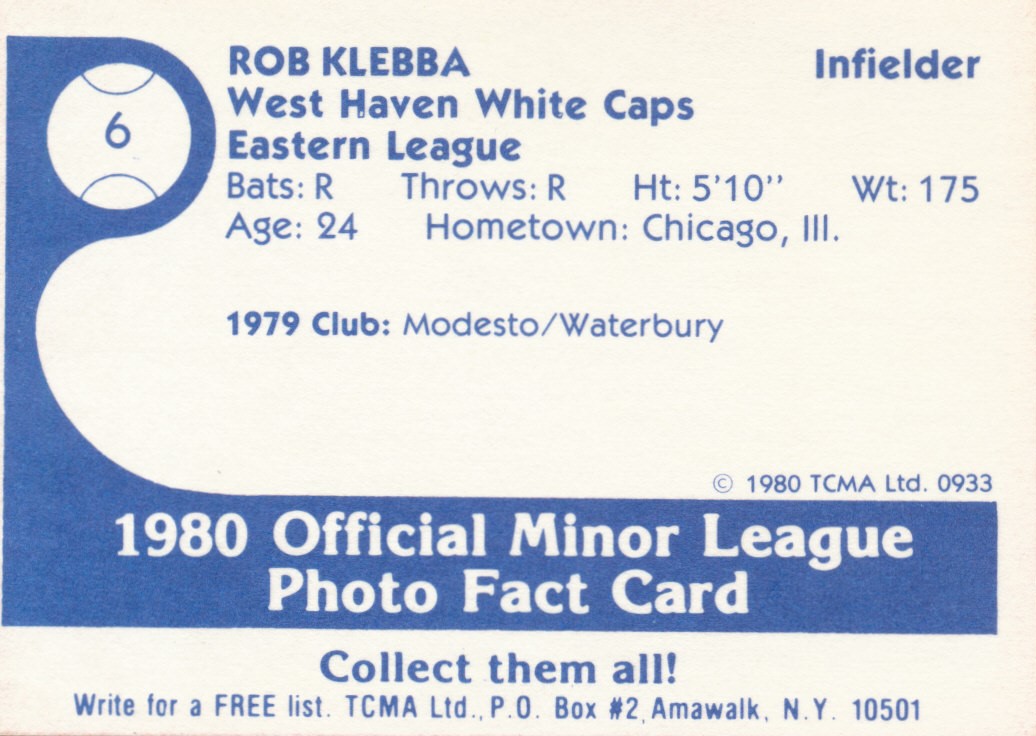 6
ROB KLEBBA Infielder
West Haven White Caps
Eastern League
Bats: R Throws: R Ht: 5'10'' Wt: 175
Age: 24 Hometown: Chicago, Ill.
1979 Club: Modesto/Waterbury
© 1980 TCMA Ltd. 0933
1980 Official Minor League
Photo Fact Card
Collect them all!
Write for a FREE list. TCMA Ltd., P.O. Box #2, Amawalk, N.Y. 10501